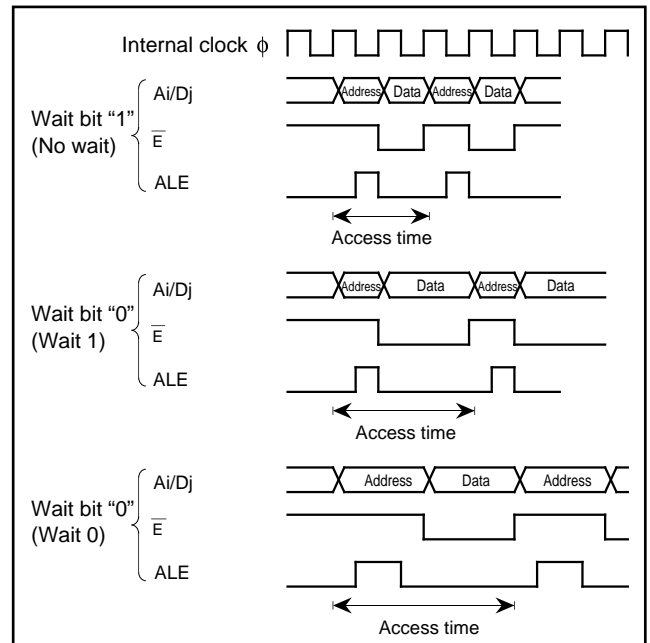 Internal clock ϕ
Wait bit “1”
(No wait)
Ai/Dj
Address Data Address Data
E
ALE
Access time
Wait bit “0”
(Wait 1)
Ai/Dj
Address Data Address Data
E
ALE
Access time
Wait bit “0”
(Wait 0)
Ai/Dj
Address Data Address
E
ALE
Access time